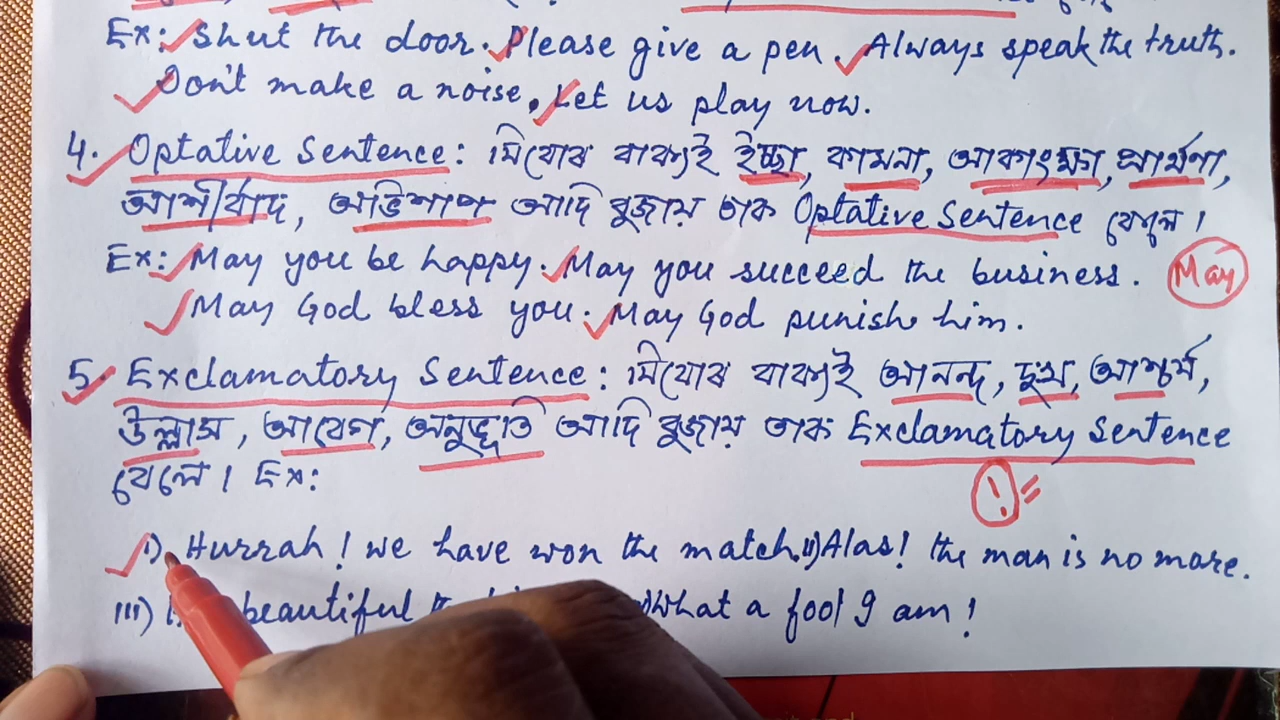 Ex: Shut the door. Please give a pen. Always speak the truth.
Don't make a noise. Let us play now.
4. Optative Sentence: যিবোৰ বাক্যই ইচ্ছা, কামনা, আকাংক্ষা, প্ৰাৰ্থণা,
আশীৰ্বাদ, অভিশাপ আদি বুজায় তাক Optative Sentence বোলে।
Ex: May you be happy. May you succeed the business. May
May God bless you. May God punish him.
5. Exclamatory Sentence: যিবোৰ বাক্যই আনন্দ, দুখ, আশ্চৰ্য,
উল্লাস, আবেগ, অনুভূতি আদি বুজায় তাক Exclamatory Sentence
বোলে। Ex:
!
i) Hurrah! we have won the match. ii) Alas! the man is no more.
iii) beautiful What a fool I am!